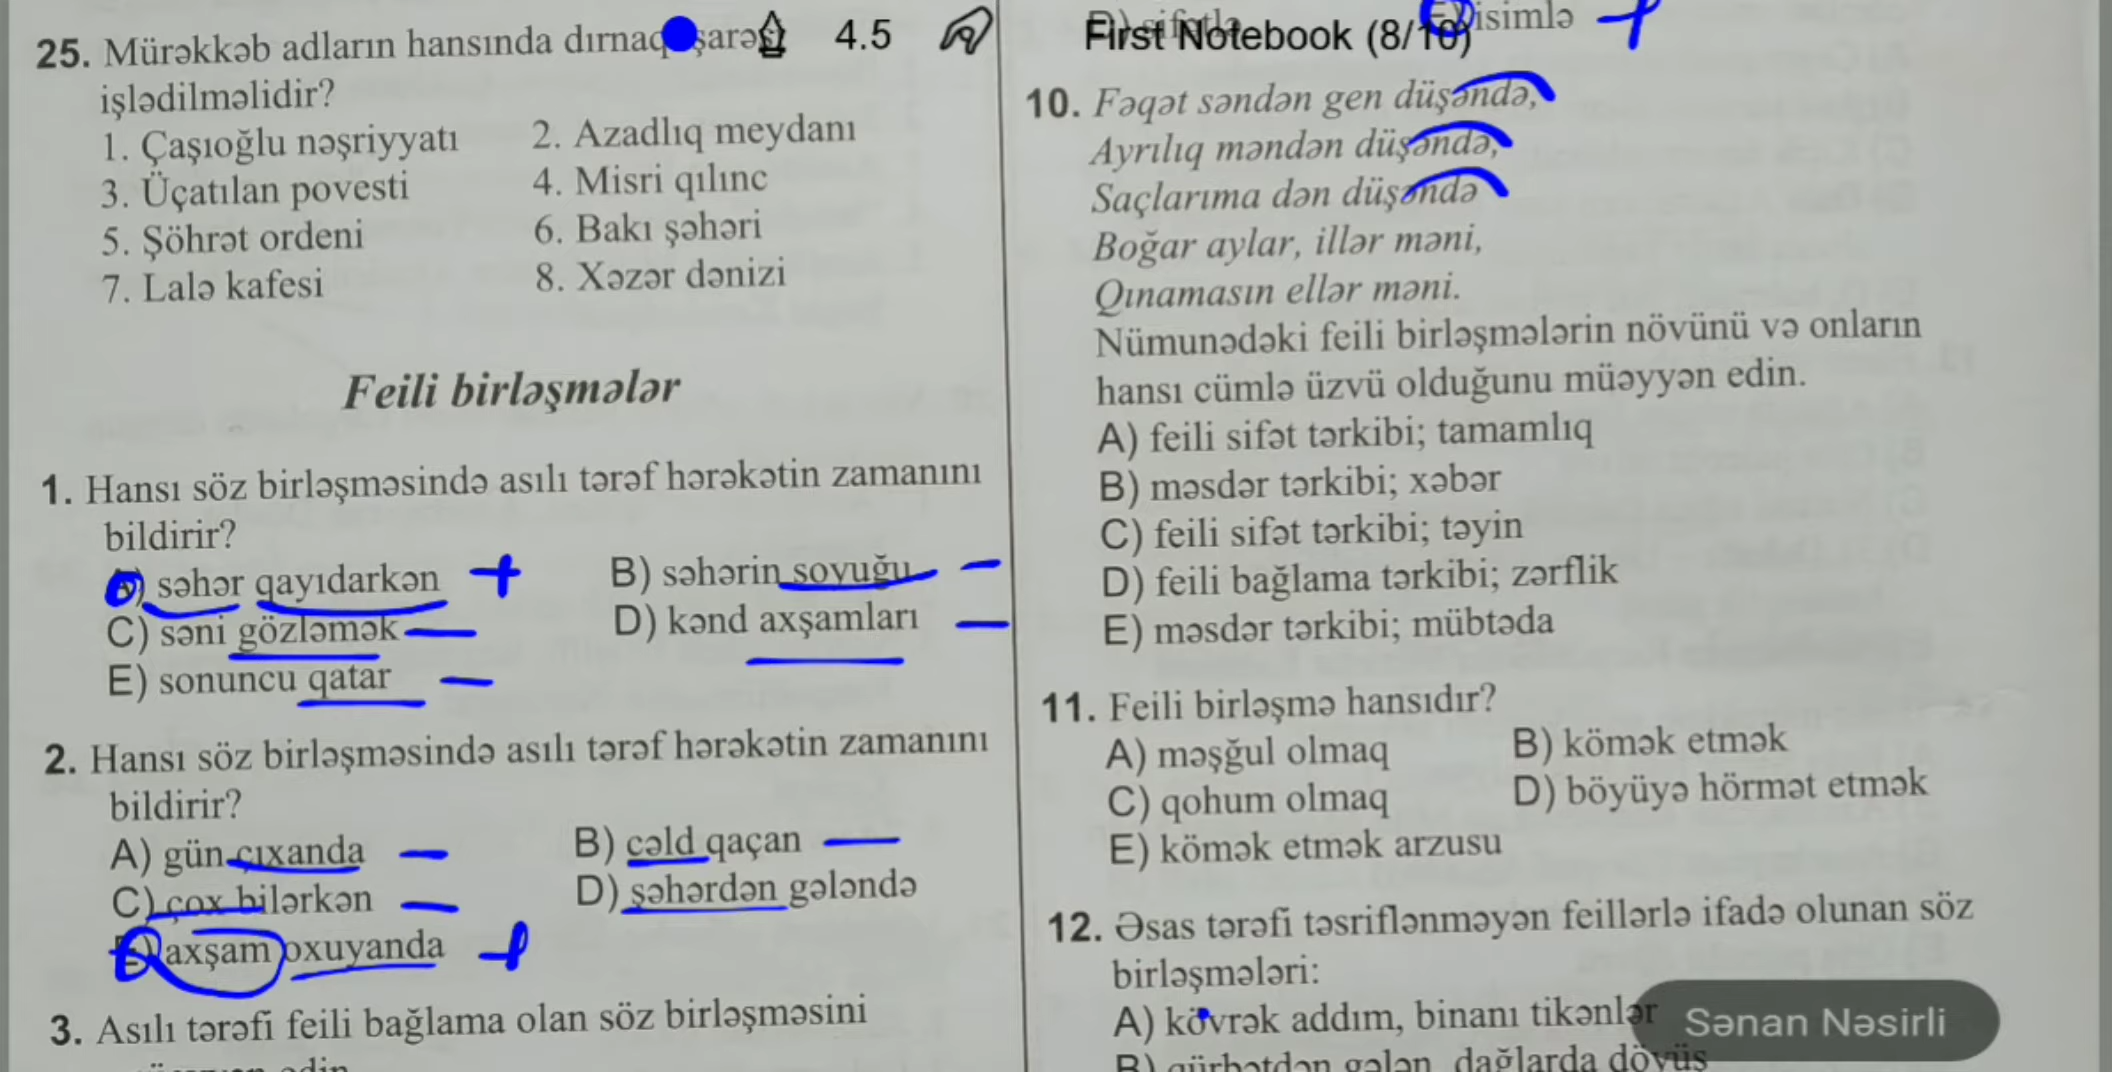 4.5
First Notebook (8/10)
25. Mürəkkəb adların hansında dırnaq
işlədilməlidir?
1. Çaşıoğlu nəşriyyatı 2. Azadlıq meydanı
3. Üçatılan povesti 4. Misri qılınc
5. Şöhrət ordeni 6. Bakı şəhəri
7. Lalə kafesi 8. Xəzər dənizi
Feili birləşmələr
1. Hansı söz birləşməsində asılı tərəf hərəkətin zamanını
bildirir?
A) səhər qayıdarkən + B) səhərin soyuğu
C) səni gözləmək D) kənd axşamları
E) sonuncu qatar
2. Hansı söz birləşməsində asılı tərəf hərəkətin zamanını
bildirir?
A) gün çıxanda B) cəld qaçan
C) çox bilərkən D) şəhərdən gələndə
E) axşam oxuyanda +
3. Asılı tərəfi feili bağlama olan söz birləşməsini
D) sifətlə E) isimlə +
10. Fəqət səndən gen düşəndə,
Ayrılıq məndən düşəndə,
Saçlarıma dən düşəndə
Boğar aylar, illər məni,
Qınamasın ellər məni.
Nümunədəki feili birləşmələrin növünü və onların
hansı cümlə üzvü olduğunu müəyyən edin.
A) feili sifət tərkibi; tamamlıq
B) məsdər tərkibi; xəbər
C) feili sifət tərkibi; təyin
D) feili bağlama tərkibi; zərflik
E) məsdər tərkibi; mübtəda
11. Feili birləşmə hansıdır?
A) məşğul olmaq B) kömək etmək
C) qohum olmaq D) böyüyə hörmət etmək
E) kömək etmək arzusu
12. Əsas tərəfi təsriflənməyən feillərlə ifadə olunan söz
birləşmələri:
A) kövrək addım, binanı tikənlər
B) qürbətdən gələn, dağlarda döyüş
Sənan Nəsirli